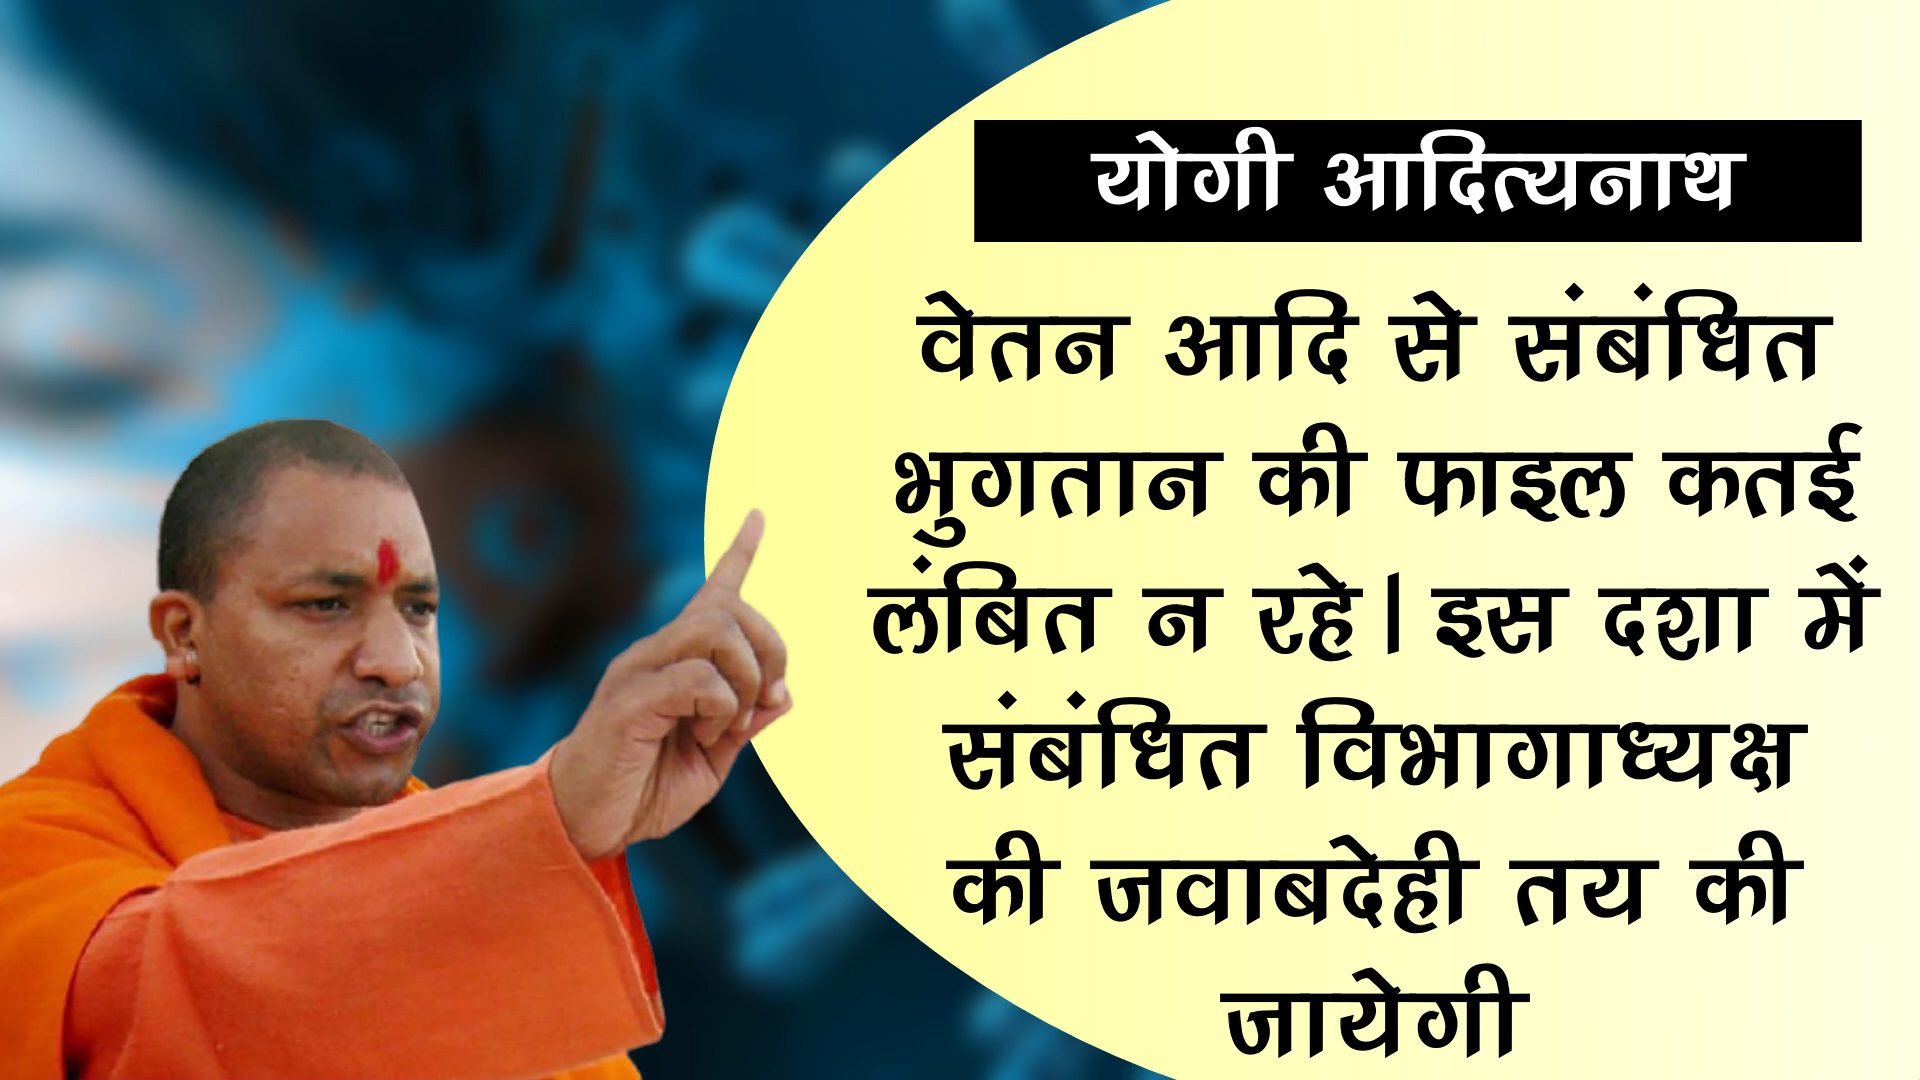 योगी आदित्यनाथ
वेतन आदि से संबंधित
भुगतान की फाइल कतई
लंबित न रहे। इस दशा में
संबंधित विभागाध्यक्ष
की जवाबदेही तय की
जायेगी